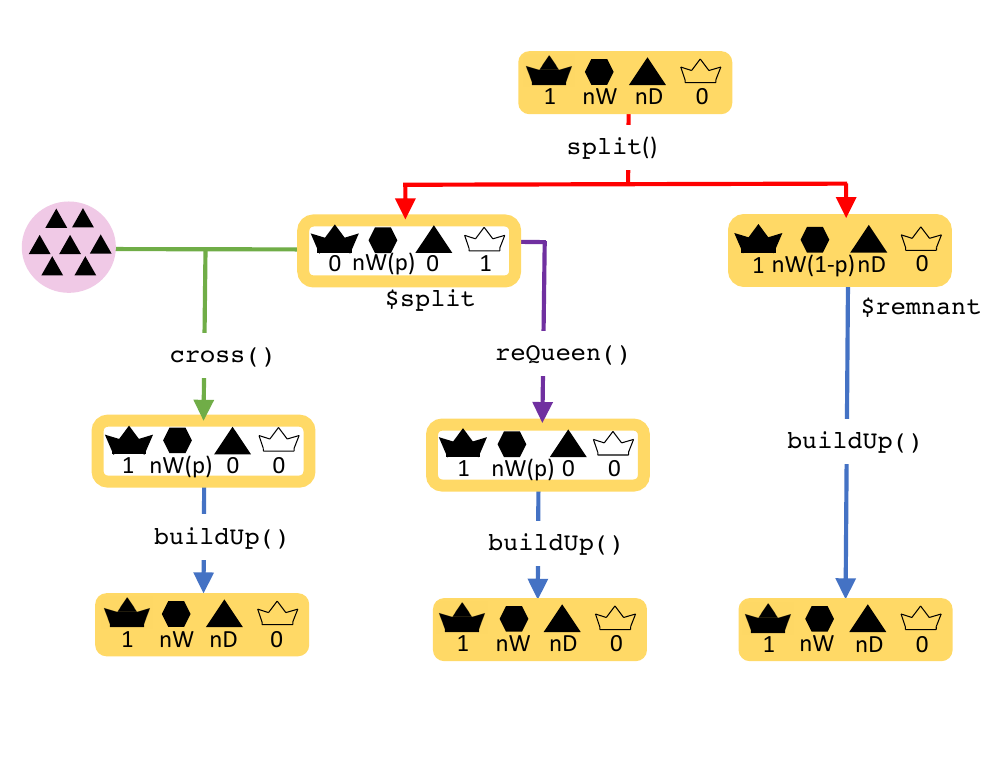 1 nW nD 0
split()
0 nW(p) 0 1
$split
1 nW(1-p) nD 0
$remnant
cross()
reQueen()
1 nW(p) 0 0
1 nW(p) 0 0
buildUp()
buildUp()
buildUp()
1 nW nD 0
1 nW nD 0
1 nW nD 0